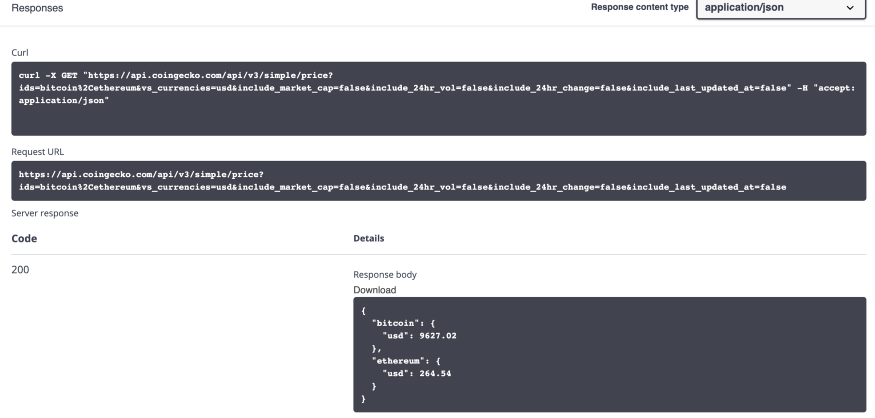 Responses
Response content type
application/json
Curl
curl -X GET "https://api.coingecko.com/api/v3/simple/price?
ids=bitcoin%2Cethereum&vs_currencies=usd&include_market_cap=false&include_24hr_vol=false&include_24hr_change=false&include_last_updated_at=false" -H "accept:
application/json"
Request URL
https://api.coingecko.com/api/v3/simple/price?
ids=bitcoin%2Cethereum&vs_currencies=usd&include_market_cap=false&include_24hr_vol=false&include_24hr_change=false&include_last_updated_at=false
Server response
Code
Details
200
Response body
Download
{
  "bitcoin": {
    "usd": 9627.02
  },
  "ethereum": {
    "usd": 264.54
  }
}